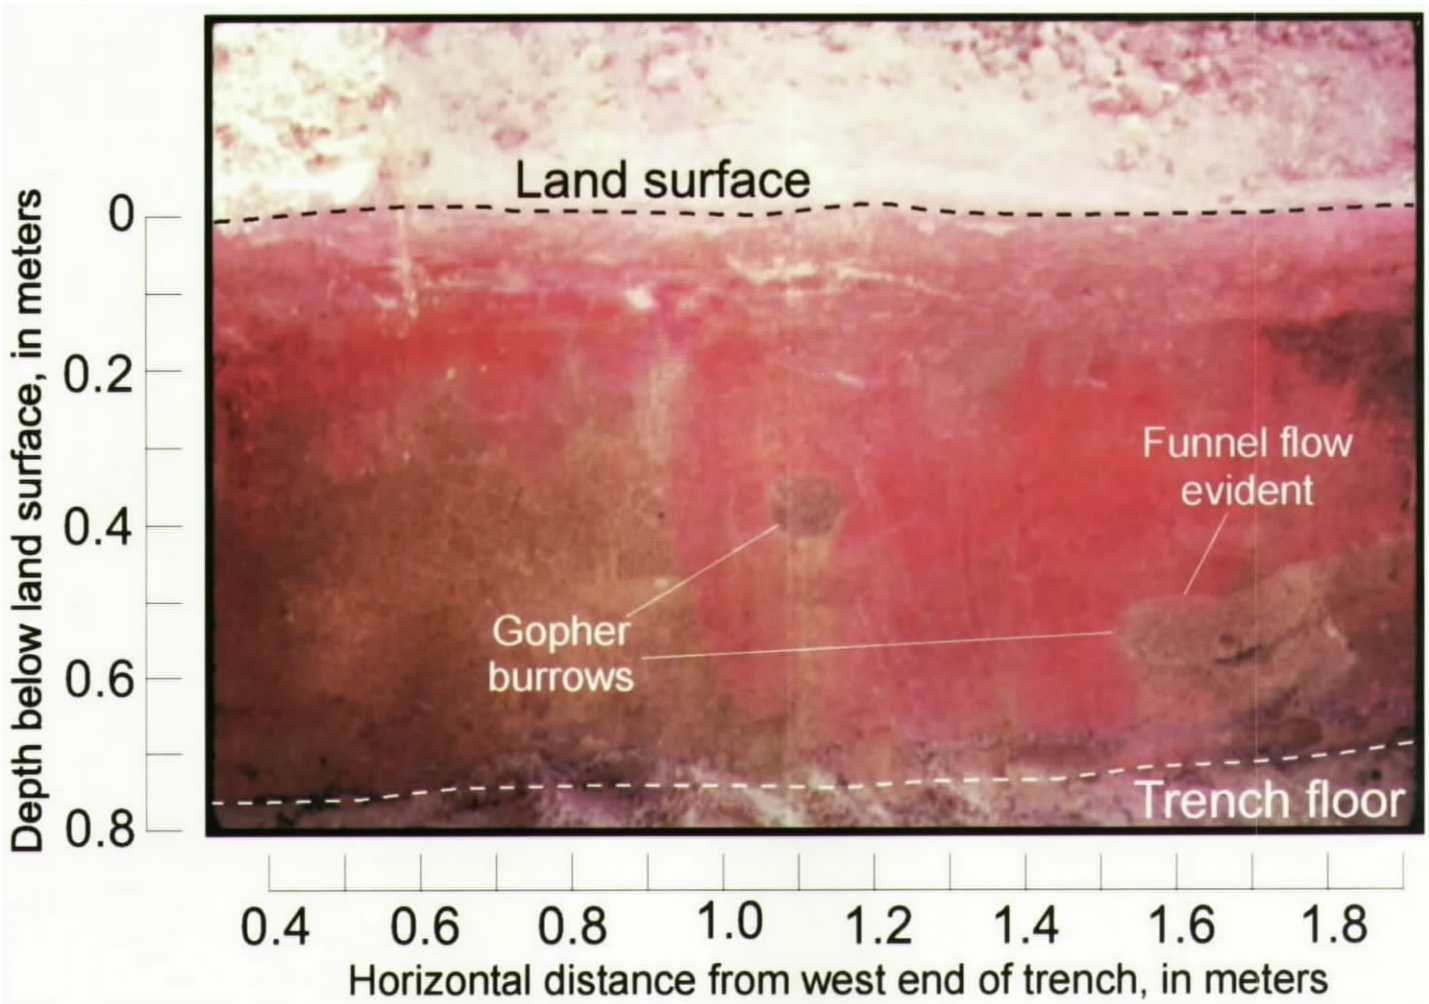 Land surface
Depth below land surface, in meters
0
0.2
0.4
0.6
0.8
Funnel flow
evident
Gopher
burrows
Trench floor
0.4 0.6 0.8 1.0 1.2 1.4 1.6 1.8
Horizontal distance from west end of trench, in meters